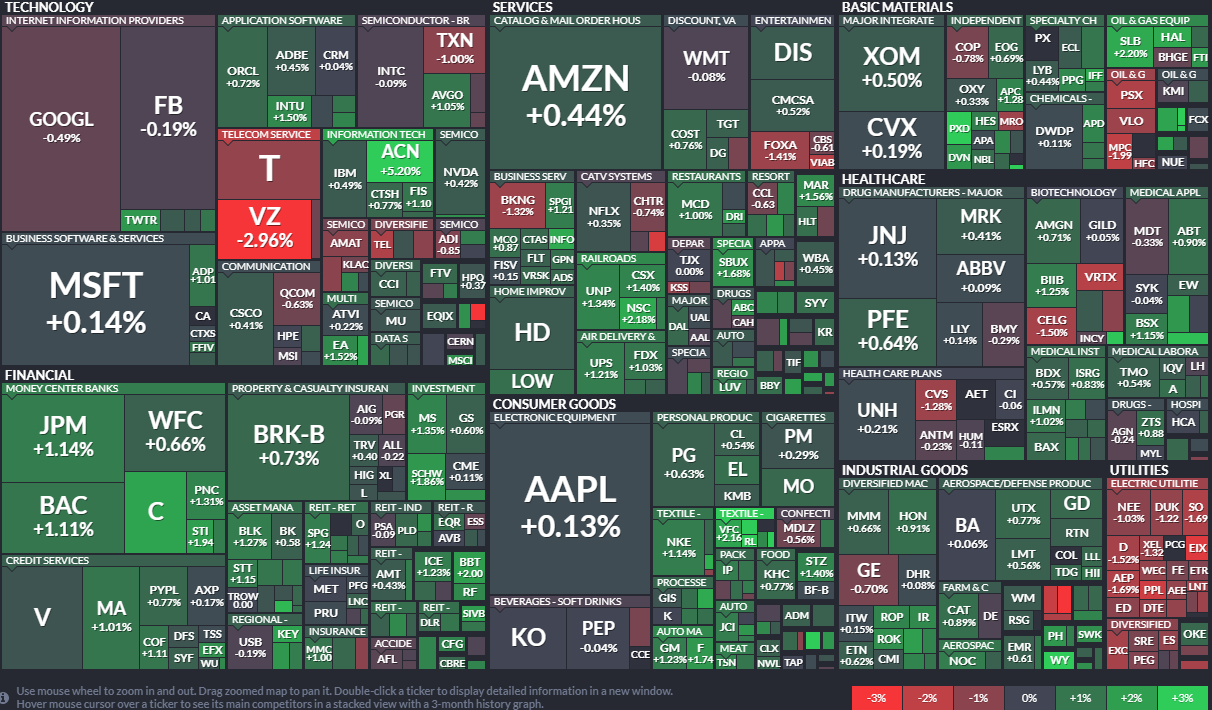 TECHNOLOGY
INTERNET INFORMATION PROVIDERS
GOOGL
-0.49%
FB
-0.19%
TWTR
APPLICATION SOFTWARE
ORCL
+0.72%
ADBE
+0.45%
CRM
+0.04%
INTU
+1.50%
SEMICONDUCTOR - BR
INTC
-0.09%
TXN
-1.00%
AVGO
+1.05%
TELECOM SERVICE
T
VZ
-2.96%
INFORMATION TECH
IBM
+0.49%
ACN
+5.20%
CTSH
+0.77%
FIS
+1.10
SEMICO
NVDA
+0.42%
BUSINESS SOFTWARE & SERVICES
MSFT
+0.14%
ADP
+1.01
CA
CTXS
FFIV
COMMUNICATION
CSCO
+0.41%
QCOM
-0.63%
HPE
MSI
SEMICO
AMAT
KLAC
DIVERSIFIE
TEL
SEMICO
ADI
-0.85
MULTI
ATVI
+0.22%
EA
+1.52%
DIVERSI
CCI
SEMICO
MU
DATA S
FTV
HPQ
+0.37
EQIX
CERN
MSCI
SERVICES
CATALOG & MAIL ORDER HOUS
AMZN
+0.44%
DISCOUNT, VA
WMT
-0.08%
COST
+0.76%
TGT
DG
ENTERTAINMEN
DIS
CMCSA
+0.52%
FOXA
-1.41%
CBS
-0.61
VIAB
BUSINESS SERV
BKNG
-1.32%
SPGI
+1.21
MCO
+0.87
CTAS
INFO
FISV
+0.15
FLT
GPN
VRSK
ADS
CATV SYSTEMS
NFLX
+0.35%
CHTR
-0.74%
RESTAURANTS
MCD
+1.00%
DRI
RESORT
CCL
-0.63
MAR
+1.56%
HLT
HOME IMPROV
HD
LOW
RAILROADS
UNP
+1.34%
CSX
+1.40%
NSC
+2.18%
AIR DELIVERY &
UPS
+1.21%
FDX
+1.03%
DEPAR
TJX
0.00%
KSS
SPECIA
SBUX
+1.68%
APPA
WBA
+0.45%
MAJOR
DAL
UAL
AAL
DRUGS
ABC
CAH
SYY
SPECIA
AUTO
KR
REGIO
LUV
TIF
BBY
BASIC MATERIALS
MAJOR INTEGRATE
XOM
+0.50%
CVX
+0.19%
INDEPENDENT
COP
-0.78%
EOG
+0.69%
OXY
+0.33%
APC
+1.28
PXD
HES
MRO
APA
DVN
NBL
SPECIALTY CH
PX
ECL
LYB
+0.44%
PPG
IFF
CHEMICALS -
DWDP
+0.11%
APD
OIL & GAS EQUIP
SLB
+2.20%
HAL
BHGE
FTI
OIL & G
PSX
VLO
MPC
-1.99
HFC
OIL & G
KMI
FCX
NUE
HEALTHCARE
DRUG MANUFACTURERS - MAJOR
JNJ
+0.13%
PFE
+0.64%
MRK
+0.41%
ABBV
+0.09%
LLY
+0.14%
BMY
-0.29%
BIOTECHNOLOGY
AMGN
+0.71%
GILD
+0.05%
BIIB
+1.25%
VRTX
CELG
-1.50%
INCY
MEDICAL APPL
MDT
-0.33%
ABT
+0.90%
SYK
-0.04%
EW
BSX
+1.15%
HEALTH CARE PLANS
UNH
+0.21%
CVS
-1.28%
AET
CI
-0.06
ANTM
-0.23%
HUM
-0.11
ESRX
MEDICAL INST
BDX
+0.57%
ISRG
+0.83%
ILMN
+1.02%
BAX
MEDICAL LABORA
TMO
+0.54%
IQV
LH
A
DRUGS -
AGN
-0.24
ZTS
+0.88
MYL
HOSPI
HCA
FINANCIAL
MONEY CENTER BANKS
JPM
+1.14%
WFC
+0.66%
BAC
+1.11%
C
PNC
+1.31%
STI
+1.94
PROPERTY & CASUALTY INSURAN
BRK-B
+0.73%
AIG
-0.09%
PGR
TRV
+0.40
ALL
-0.22
HIG
XL
L
INVESTMENT
MS
+1.35%
GS
+0.60%
SCHW
+1.86%
CME
+0.11%
CREDIT SERVICES
V
MA
+1.01%
PYPL
+0.77%
AXP
+0.17%
COF
+1.11
DFS
TSS
SYF
EFX
WU
ASSET MANA
BLK
+1.27%
BK
+0.58
STT
+1.15
TROW
0.00
REGIONAL -
USB
-0.19%
KEY
REIT - RET
SPG
+1.24
O
LIFE INSUR
MET
PFG
PRU
LNC
INSURANCE
MMC
+1.00
REIT - IND
PSA
-0.09
PLD
REIT -
AMT
+0.43%
REIT -
REIT -
DLR
ACCIDE
AFL
REIT - R
EQR
ESS
AVB
ICE
+1.23%
BBT
+2.00
RF
SIVB
CFG
CBRE
CONSUMER GOODS
ELECTRONIC EQUIPMENT
AAPL
+0.13%
BEVERAGES - SOFT DRINKS
KO
PEP
-0.04%
CCE
PERSONAL PRODUC
PG
+0.63%
CL
+0.54%
EL
KMB
CIGARETTES
PM
+0.29%
MO
TEXTILE -
NKE
+1.14%
TEXTILE -
VFC
+2.16
RL
CONFECTI
MDLZ
-0.56%
PACK
IP
FOOD
KHC
+0.77%
STZ
+1.40%
BF-B
PROCESSE
GIS
K
AUTO
JCI
ADM
AUTO MA
GM
+1.23%
F
+1.74
MEAT
TSN
CLX
NWL
TAP
INDUSTRIAL GOODS
DIVERSIFIED MAC
MMM
+0.66%
HON
+0.91%
GE
-0.70%
DHR
+0.08%
ITW
+0.15%
ROP
IR
ETN
+0.62%
ROK
CMI
AEROSPACE/DEFENSE PRODUC
BA
+0.06%
UTX
+0.77%
GD
RTN
LMT
+0.56%
COL
LLL
TDG
HII
FARM & C
CAT
+0.89%
DE
AEROSPAC
NOC
WM
RSG
EMR
+0.61
PH
SWK
WY
UTILITIES
ELECTRIC UTILITIE
NEE
-1.03%
DUK
-1.22
SO
-1.69
D
-1.52%
XEL
-1.32
PCG
EIX
AEP
-1.69%
WEC
FE
ETR
PPL
AEE
LNT
ED
DTE
DIVERSIFIED
EXC
SRE
ES
OKE
PEG
Use mouse wheel to zoom in and out. Drag zoomed map to pan it. Double-click a ticker to display detailed information in a new window.
Hover mouse cursor over a ticker to see its main competitors in a stacked view with a 3-month history graph.
-3%
-2%
-1%
0%
+1%
+2%
+3%